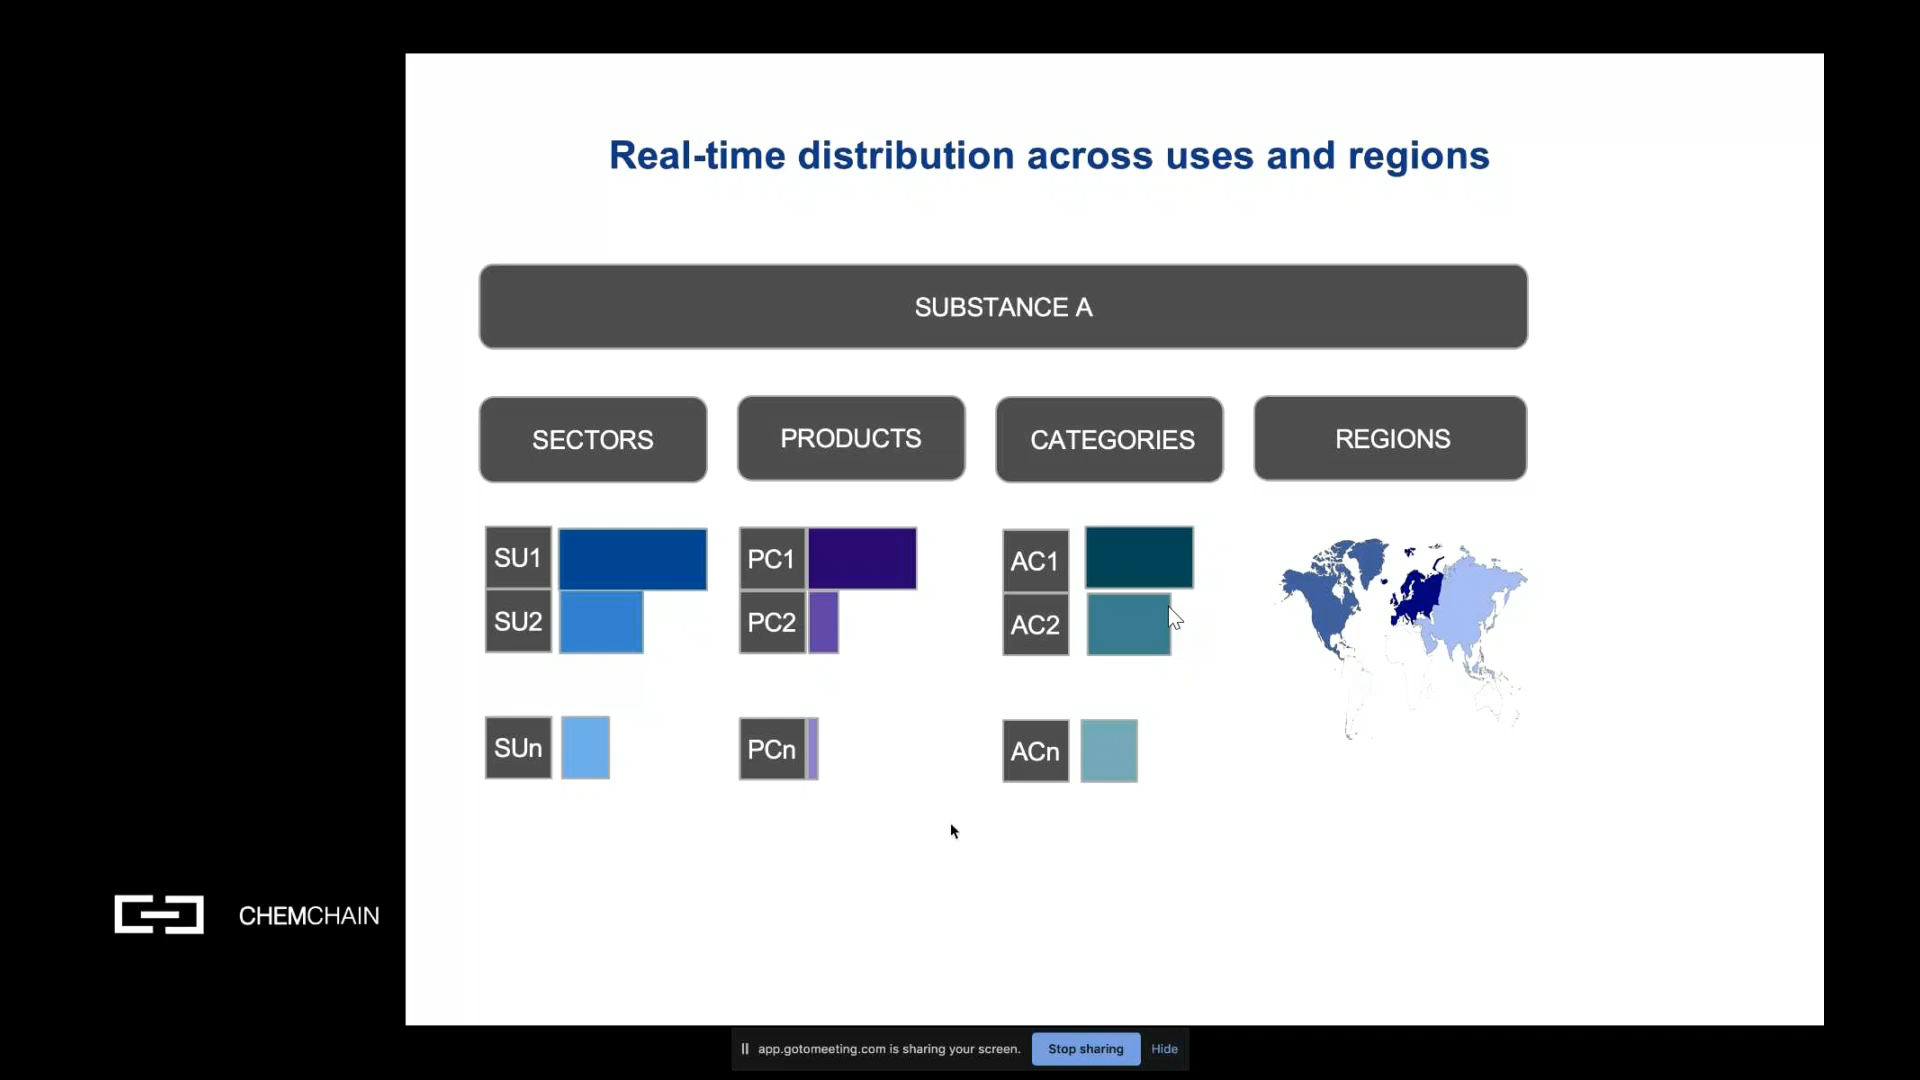 Real-time distribution across uses and regions
SUBSTANCE A
SECTORS
PRODUCTS
CATEGORIES
REGIONS
SU1
PC1
AC1
SU2
PC2
AC2
SUn
PCn
ACn
CHEMCHAIN
app.gotomeeting.com is sharing your screen.
Stop sharing
Hide